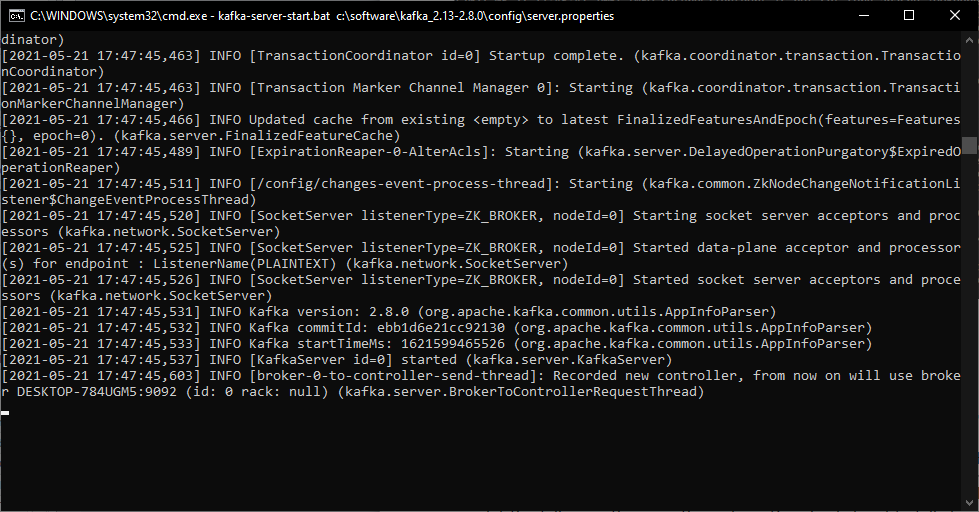 C:\WINDOWS\system32\cmd.exe - kafka-server-start.bat  c:\software\kafka_2.13-2.8.0\config\server.properties
dinator)
[2021-05-21 17:47:45,463] INFO [TransactionCoordinator id=0] Startup complete. (kafka.coordinator.transaction.Transactio
nCoordinator)
[2021-05-21 17:47:45,463] INFO [Transaction Marker Channel Manager 0]: Starting (kafka.coordinator.transaction.Transacti
onMarkerChannelManager)
[2021-05-21 17:47:45,466] INFO Updated cache from existing <empty> to latest FinalizedFeaturesAndEpoch(features=Features
{}, epoch=0). (kafka.server.FinalizedFeatureCache)
[2021-05-21 17:47:45,489] INFO [ExpirationReaper-0-AlterAcls]: Starting (kafka.server.DelayedOperationPurgatory$ExpiredO
perationReaper)
[2021-05-21 17:47:45,511] INFO [/config/changes-event-process-thread]: Starting (kafka.common.ZkNodeChangeNotificationLi
stener$ChangeEventProcessThread)
[2021-05-21 17:47:45,520] INFO [SocketServer listenerType=ZK_BROKER, nodeId=0] Starting socket server acceptors and proc
essors (kafka.network.SocketServer)
[2021-05-21 17:47:45,525] INFO [SocketServer listenerType=ZK_BROKER, nodeId=0] Started data-plane acceptor and processor
(s) for endpoint : ListenerName(PLAINTEXT) (kafka.network.SocketServer)
[2021-05-21 17:47:45,526] INFO [SocketServer listenerType=ZK_BROKER, nodeId=0] Started socket server acceptors and proce
ssors (kafka.network.SocketServer)
[2021-05-21 17:47:45,531] INFO Kafka version: 2.8.0 (org.apache.kafka.common.utils.AppInfoParser)
[2021-05-21 17:47:45,532] INFO Kafka commitId: ebb1d6e21cc92130 (org.apache.kafka.common.utils.AppInfoParser)
[2021-05-21 17:47:45,533] INFO Kafka startTimeMs: 1621599465526 (org.apache.kafka.common.utils.AppInfoParser)
[2021-05-21 17:47:45,537] INFO [KafkaServer id=0] started (kafka.server.KafkaServer)
[2021-05-21 17:47:45,603] INFO [broker-0-to-controller-send-thread]: Recorded new controller, from now on will use broke
r DESKTOP-784UGM5:9092 (id: 0 rack: null) (kafka.server.BrokerToControllerRequestThread)